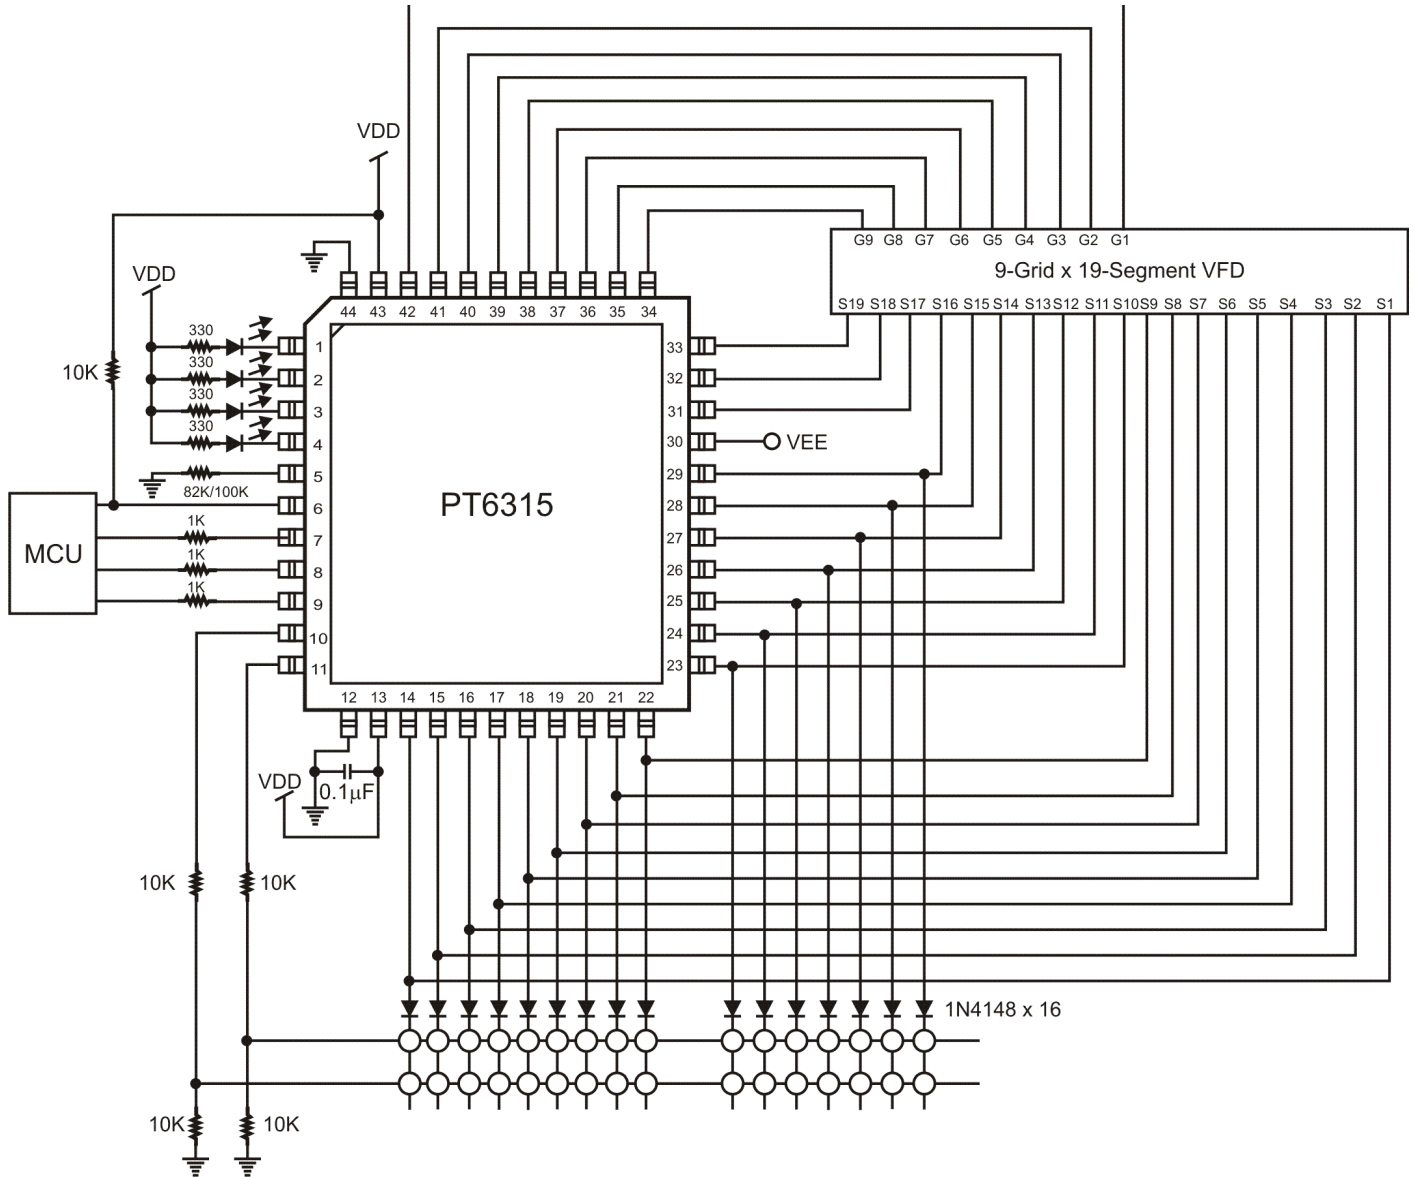 VDD
G9 G8 G7 G6 G5 G4 G3 G2 G1
9-Grid x 19-Segment VFD
VDD
S19 S18 S17 S16 S15 S14 S13 S12 S11 S10 S9 S8 S7 S6 S5 S4 S3 S2 S1
44 43 42 41 40 39 38 37 36 35 34
330
1
33
10K
330
2
32
330
3
31
330
4
30
VEE
5
29
82K/100K
6
28
PT6315
1K
7
27
MCU
1K
8
26
1K
9
25
10
24
11
23
12 13 14 15 16 17 18 19 20 21 22
VDD
0.1μF
10K
10K
1N4148 x 16
10K
10K